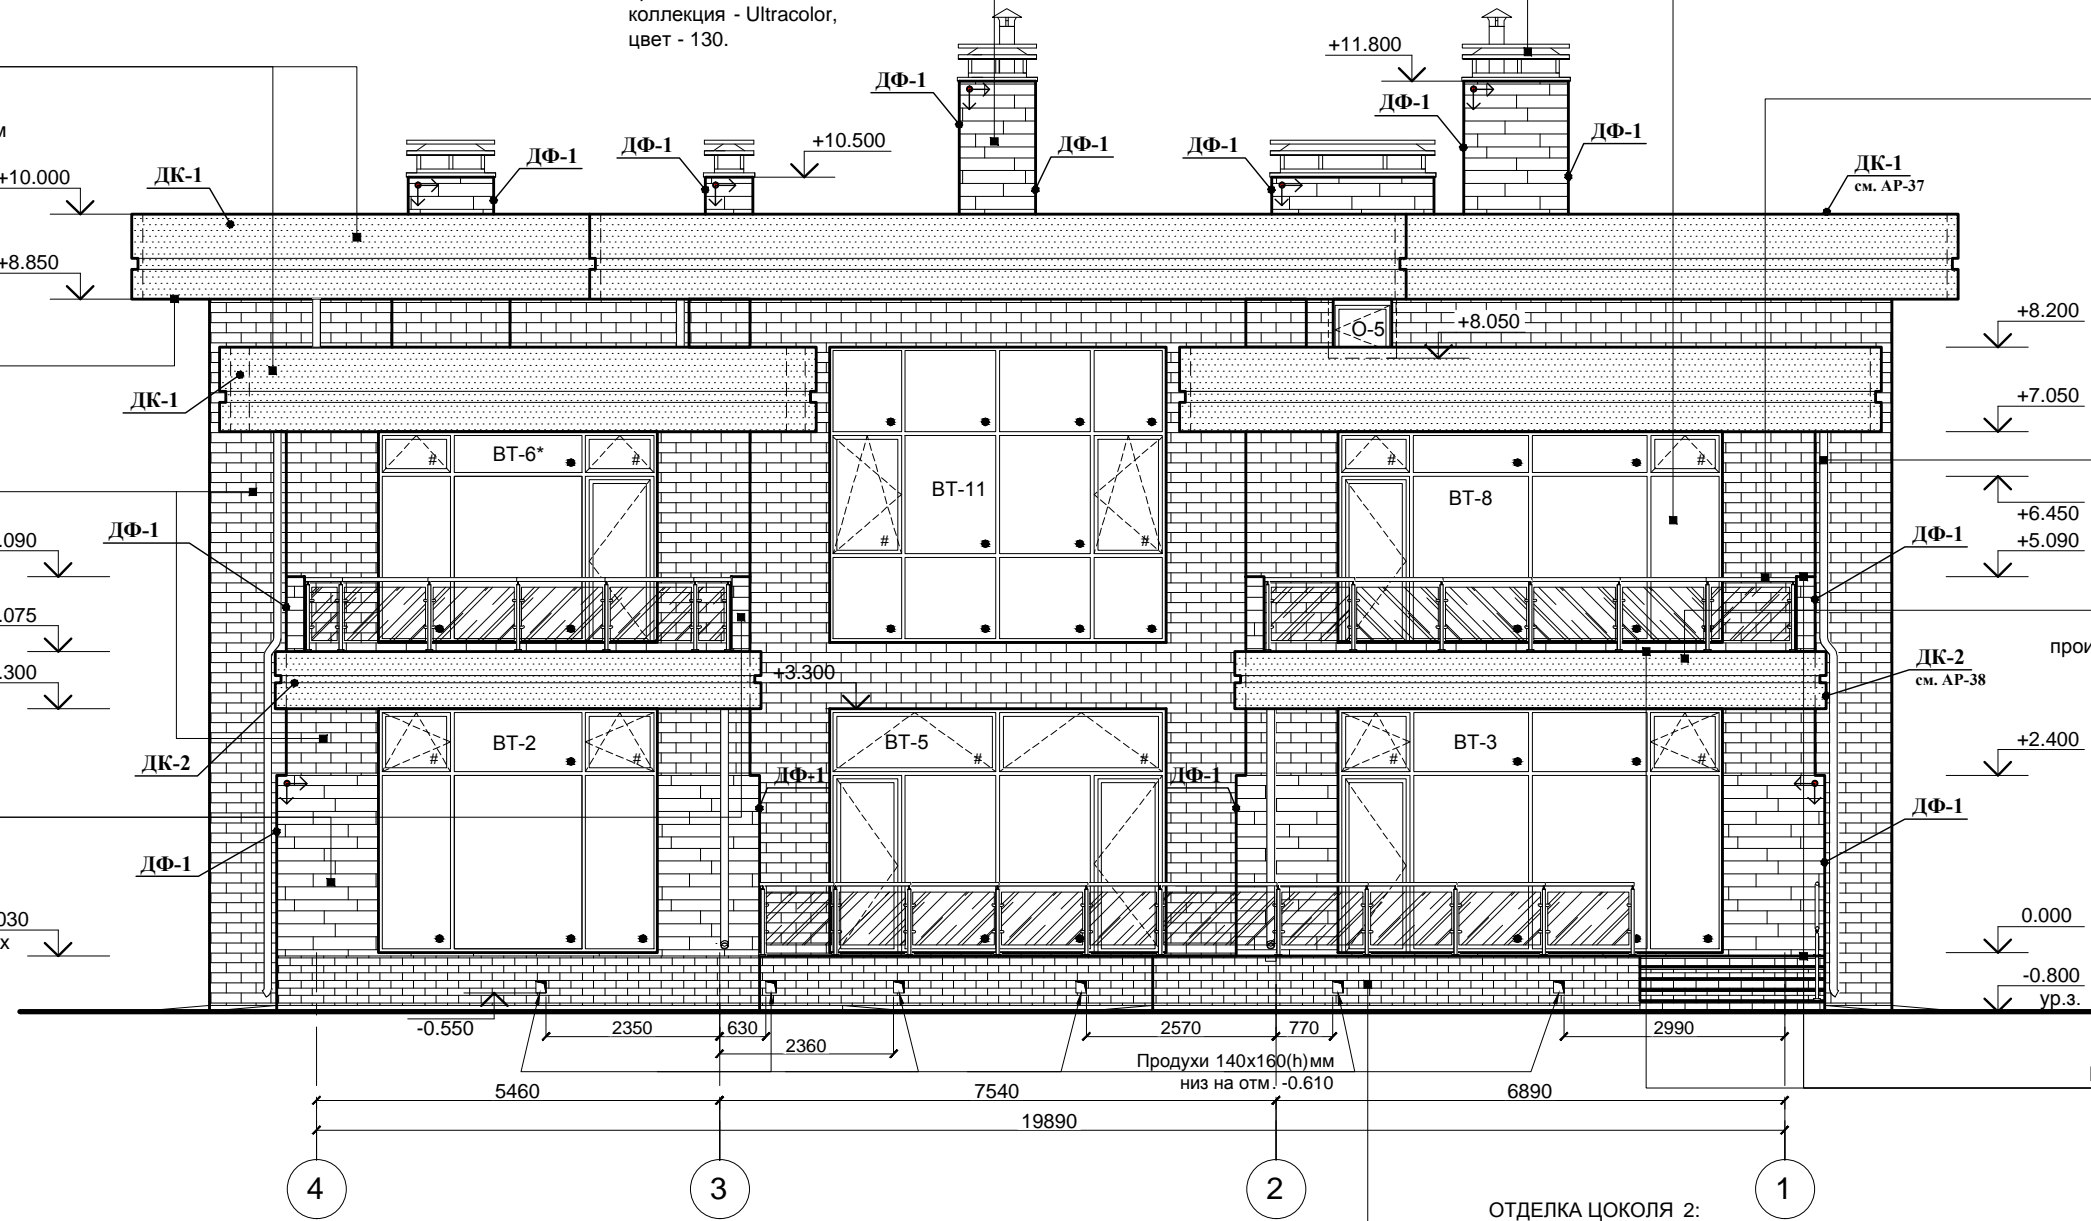 коллекция - Ultracolor,
цвет - 130.
+11.800
ДФ-1
ДФ-1
ДФ-1
м
ДФ-1
ДФ-1
+10.500
ДФ-1
ДФ-1
ДК-1
см. АР-37
+10.000
ДК-1
+8.850
О-5
+8.050
+8.200
ДК-1
+7.050
ВТ-6*
#
#
ВТ-11
#
#
ВТ-8
#
#
+6.450
+5.090
ДФ-1
.090
ДФ-1
.075
прои
ДК-2
см. АР-38
.300
+3.300
ВТ-2
#
#
ВТ-5
#
#
ВТ-3
#
#
+2.400
ДК-2
ДФ-1
ДФ-1
ДФ-1
ДФ-1
030
х
0.000
-0.800
ур.з.
-0.550
2350
630
2360
2570
770
2990
Продухи 140х160(h)мм
низ на отм. -0.610
5460
7540
6890
19890
4
3
2
1
ОТДЕЛКА ЦОКОЛЯ 2: